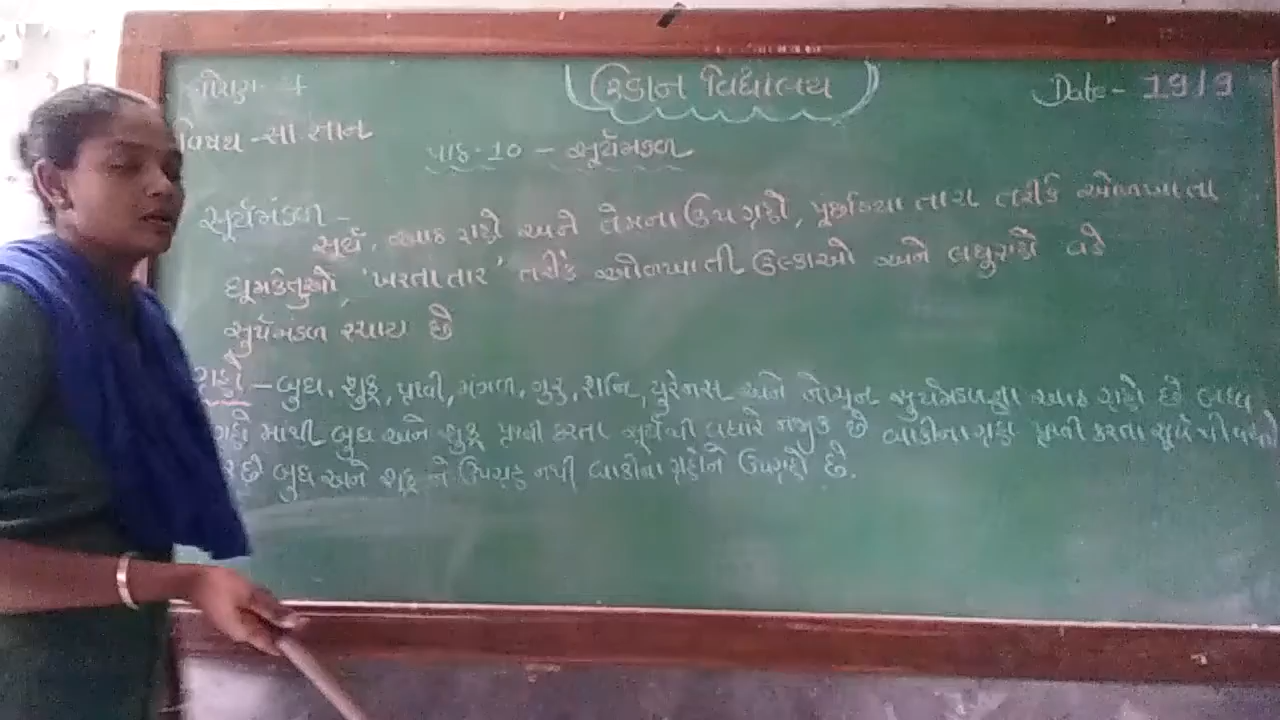 ધોરણ- 7
ઉડાન વિદ્યાલય
Date- 19/9
વિષય -સા.સાન
પાઠ-10 - સૂર્યમંડળ
સૂર્યમંડળ -
સૂર્ય, આઠ ગ્રહો અને તેમના ઉપગ્રહો, પૂંછડિયા તારા તરીકે ઓળખાતા
ધૂમકેતુઓ, 'ખરતા તાર' તરીકે ઓળખાતી ઉલ્કાઓ અને લઘુગ્રહો વડે
સુર્યમંડળ રચાય છે
ગ્રહો - બુધ, શુક્ર, પૃથ્વી, મંગળ, ગુરુ, શનિ, યુરેનસ અને નેપ્ચૂન સુર્યમંડળના આઠ ગ્રહો છે
ગ્રહો માંથી બુધ અને શુક્ર પૃથ્વી કરતા સૂર્યથી વધારે નજીક છે બાકીના ગ્રહો પૃથ્વી કરતા સૂર્ય થી વધારે
છે બુધ અને શુક્ર ને ઉપગ્રહ નથી બાકીના ગ્રહોને ઉપગ્રહો છે.